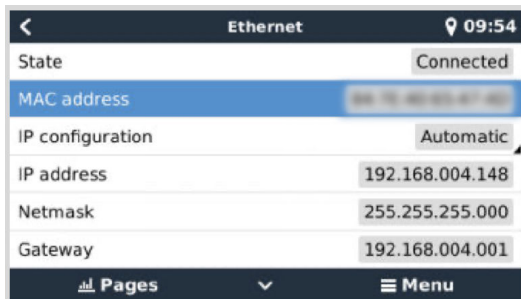 Ethernet 09:54
State Connected
MAC address
IP configuration Automatic
IP address 192.168.004.148
Netmask 255.255.255.000
Gateway 192.168.004.001
Pages Menu